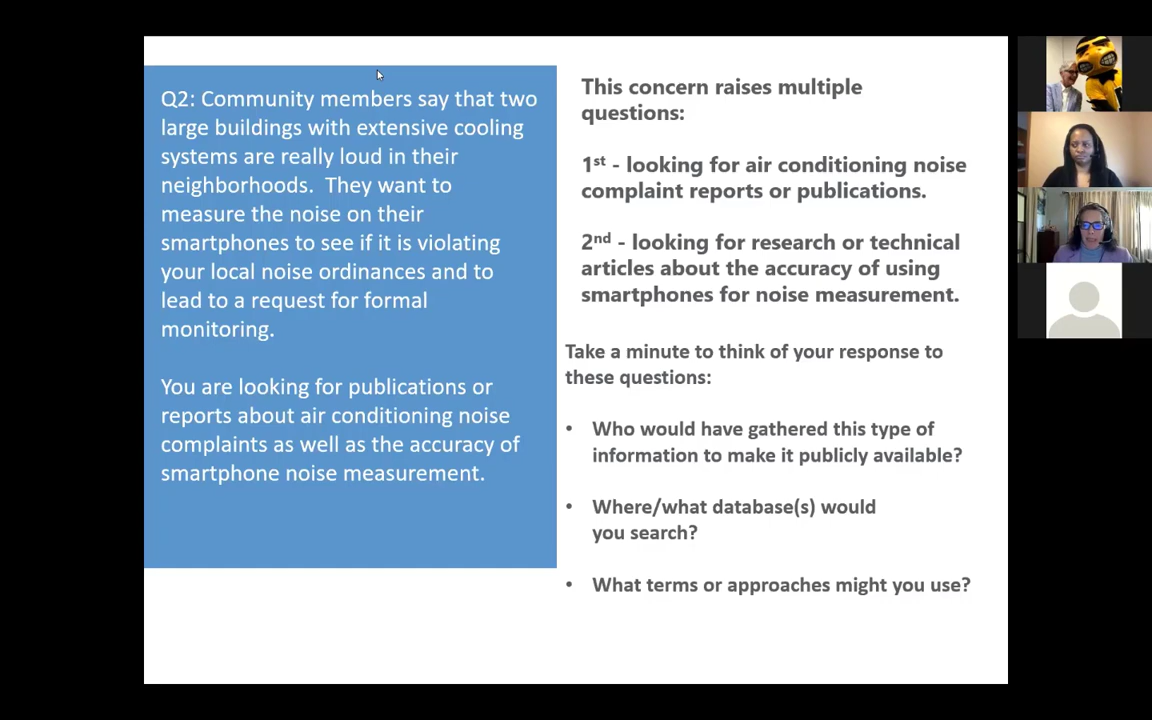 Q2: Community members say that two
large buildings with extensive cooling
systems are really loud in their
neighborhoods. They want to
measure the noise on their
smartphones to see if it is violating
your local noise ordinances and to
lead to a request for formal
monitoring.
You are looking for publications or
reports about air conditioning noise
complaints as well as the accuracy of
smartphone noise measurement.
This concern raises multiple
questions:
1st - looking for air conditioning noise
complaint reports or publications.
2nd - looking for research or technical
articles about the accuracy of using
smartphones for noise measurement.
Take a minute to think of your response to
these questions:
• Who would have gathered this type of
information to make it publicly available?
• Where/what database(s) would
you search?
• What terms or approaches might you use?